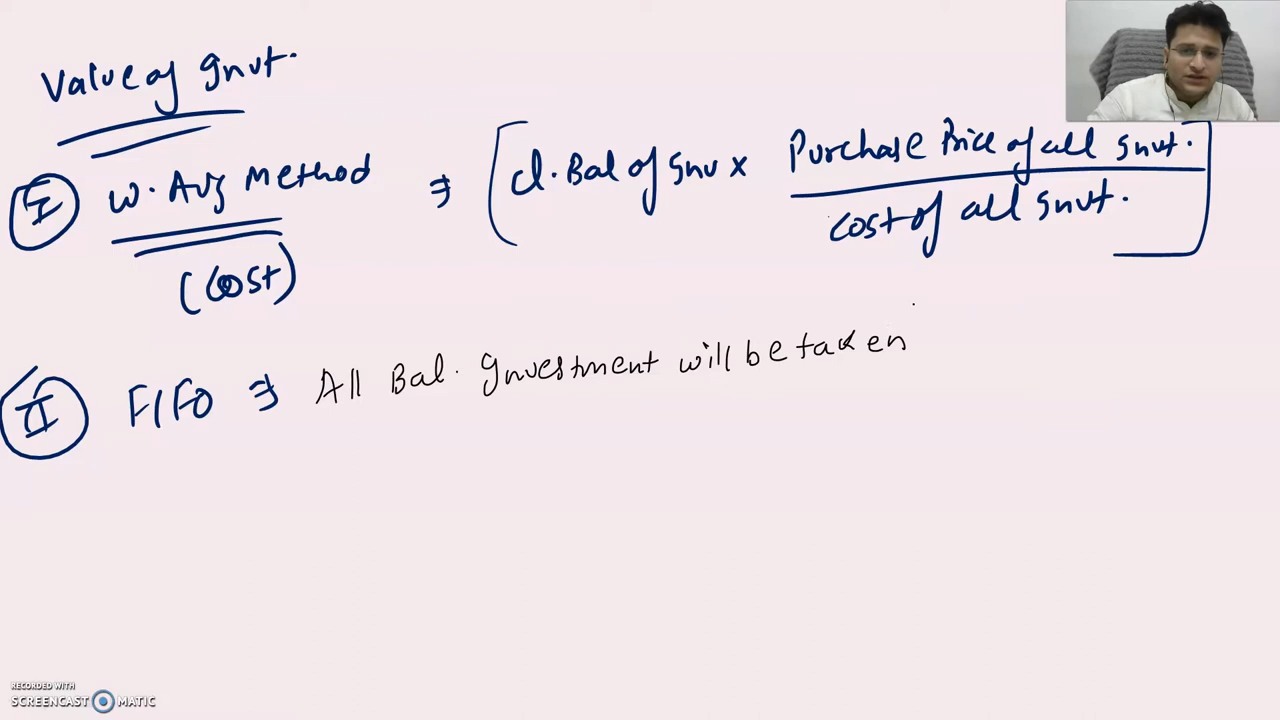 Value of Invt.
I W. Avg Method ⇒ [Cl. Bal of Inv x Purchase Price of all Invt. / Cost of all Invt.]
(Cost)
II FIFO ⇒ All Bal. Investment will be taken
RECORDED WITH
SCREENCAST MATIC